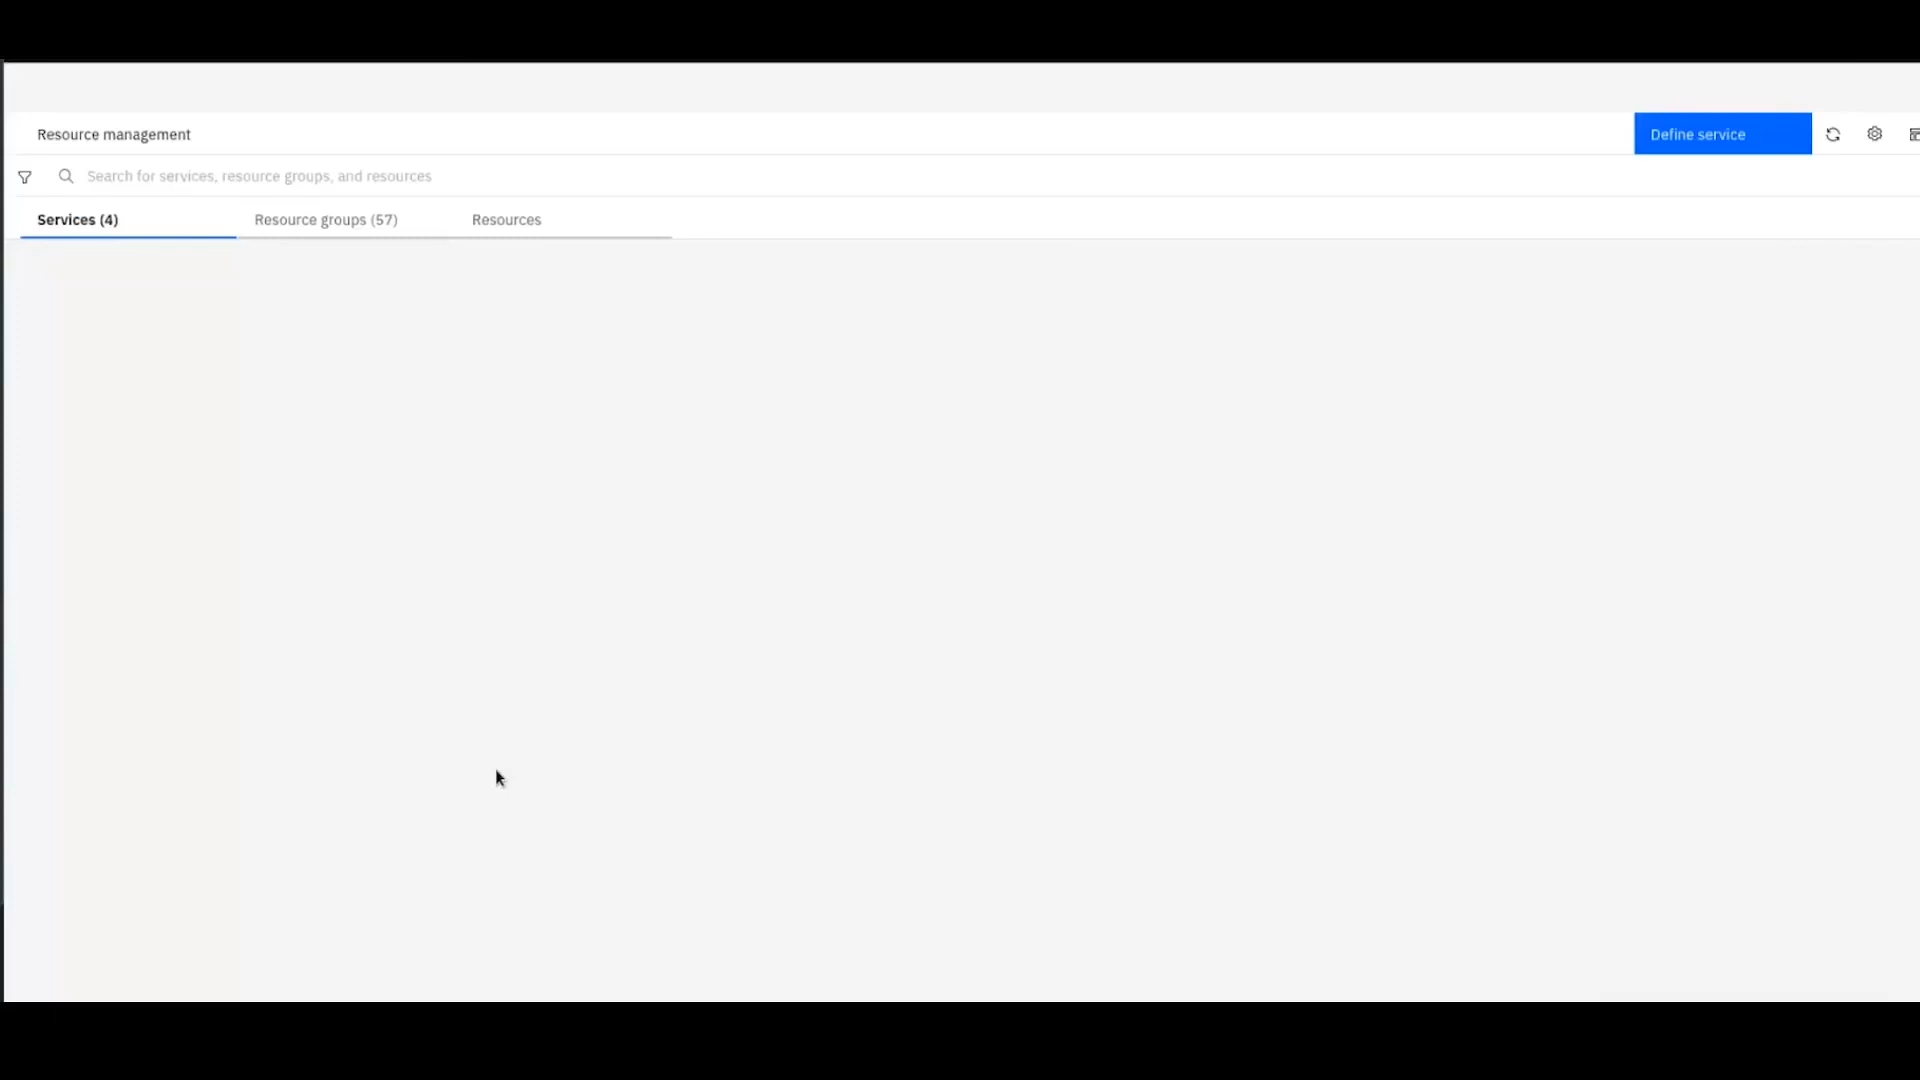 Resource management
Define service
Search for services, resource groups, and resources
Services (4)
Resource groups (57)
Resources